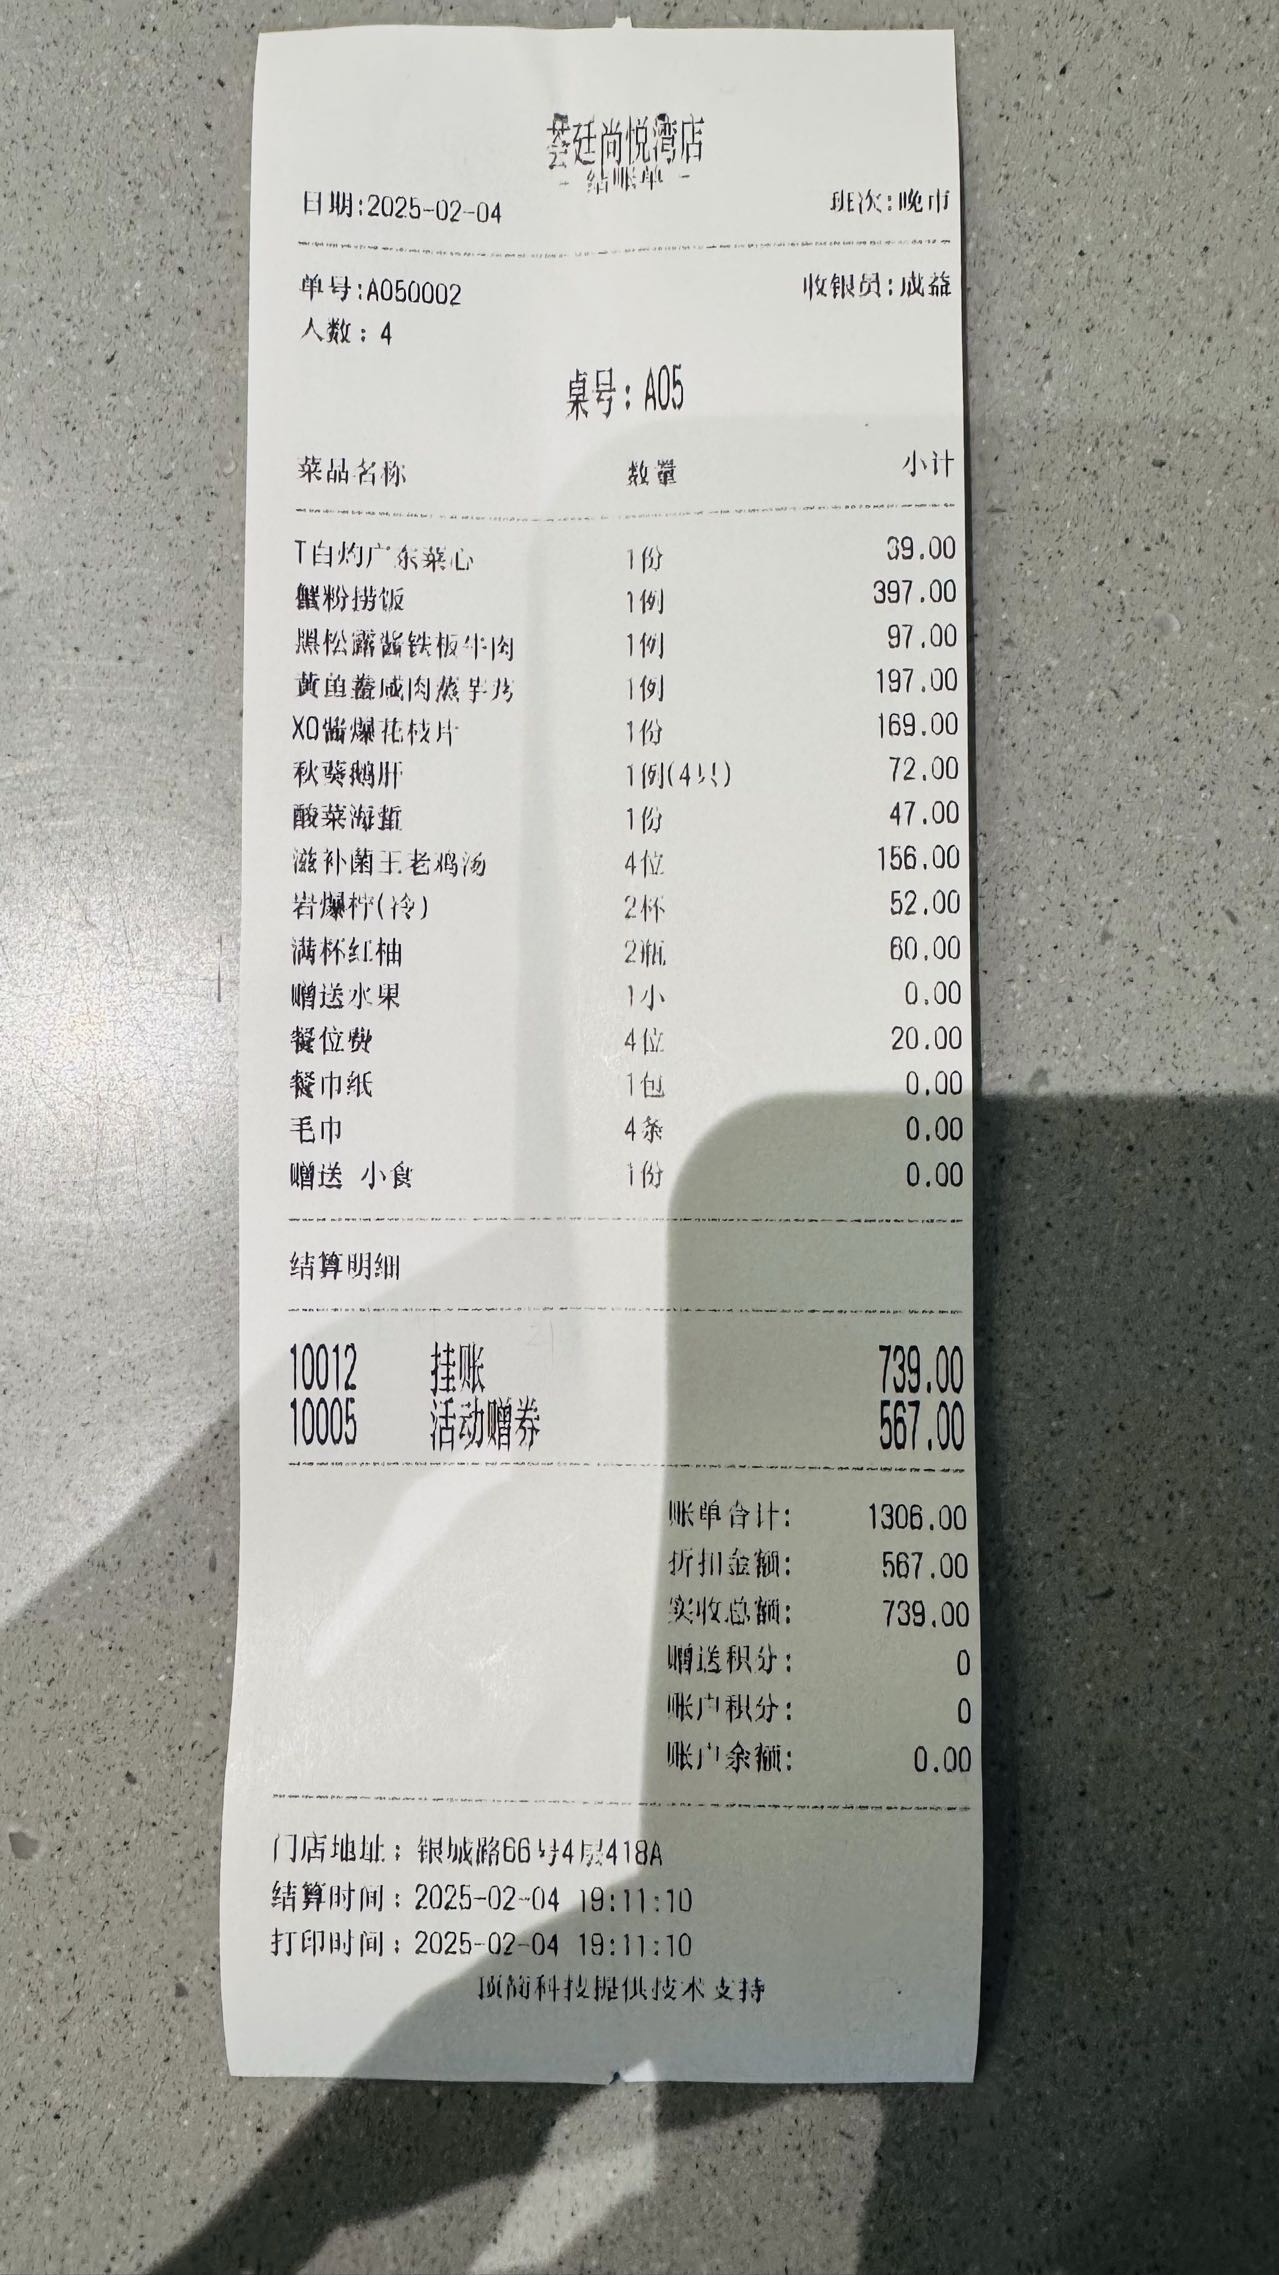 荟廷尚悦湾店
- 结账单 -
日期:2025-02-04 班次:晚市
单号:A050002 收银员:成益
人数: 4
桌号: A05
菜品名称 数量 小计
T白灼广东菜心 1份 39.00
蟹粉捞饭 1例 397.00
黑松露酱铁板牛肉 1例 97.00
黄鱼鲞咸肉蒸 1例 197.00
XO酱爆花枝片 1份 169.00
秋葵鹅肝 1例(4只) 72.00
酸菜海蜇 1份 47.00
滋补菌王老鸡汤 4位 156.00
岩爆柠(冷) 2杯 52.00
满杯红柚 2瓶 60.00
赠送水果 1小 0.00
餐位费 4位 20.00
餐巾纸 1包 0.00
毛巾 4条 0.00
赠送 小食 1份 0.00
结算明细
10012 挂账 739.00
10005 活动赠券 567.00
账单合计: 1306.00
折扣金额: 567.00
实收总额: 739.00
赠送积分: 0
账户积分: 0
账户余额: 0.00
门店地址: 银城路66号4层418A
结算时间: 2025-02-04 19:11:10
打印时间: 2025-02-04 19:11:10
顶简科技提供技术支持